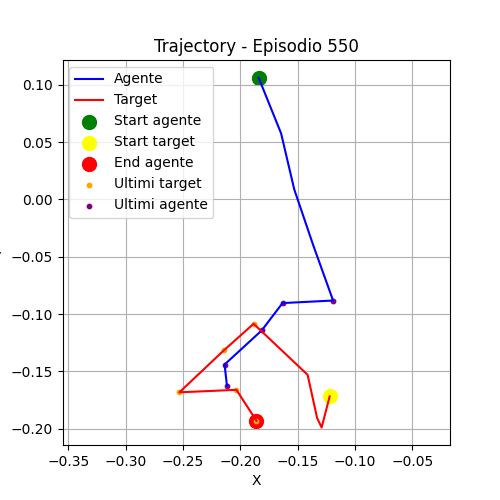 Trajectory - Episodio 550
Agente
Target
Start agente
Start target
End agente
Ultimi target
Ultimi agente
0.10
0.05
0.00
−0.05
−0.10
−0.15
−0.20
−0.35
−0.30
−0.25
−0.20
−0.15
−0.10
−0.05
X